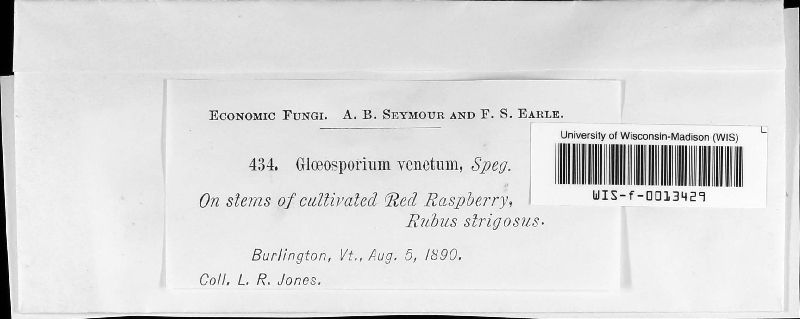 ECONOMIC FUNGI. A. B. SEYMOUR AND F. S. EARLE.
434. Glœosporium venetum, Speg.
On stems of cultivated Red Raspberry,
Rubus strigosus.
Burlington, Vt., Aug. 5, 1890.
Coll. L. R. Jones.
University of Wisconsin-Madison (WIS)
WIS-f-0013429